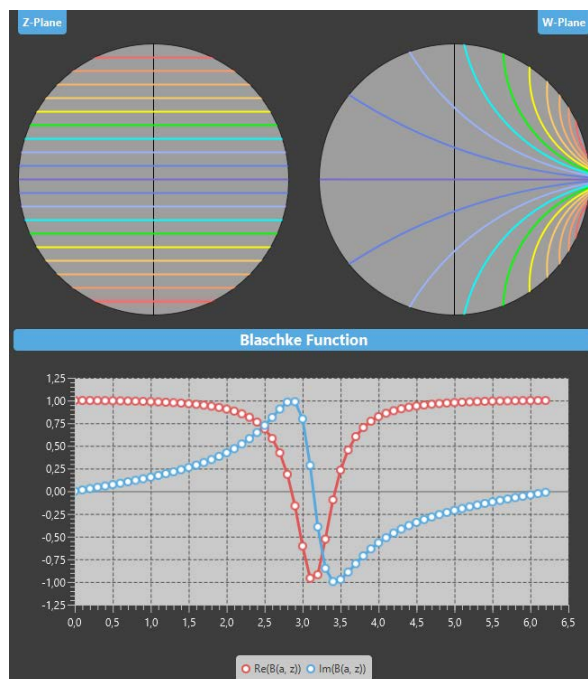 Z-Plane
W-Plane
Blaschke Function
1,25
1,00
0,75
0,50
0,25
0,00
-0,25
-0,50
-0,75
-1,00
-1,25
0,0 0,5 1,0 1,5 2,0 2,5 3,0 3,5 4,0 4,5 5,0 5,5 6,0 6,5
Re(B(a, z)) Im(B(a, z))